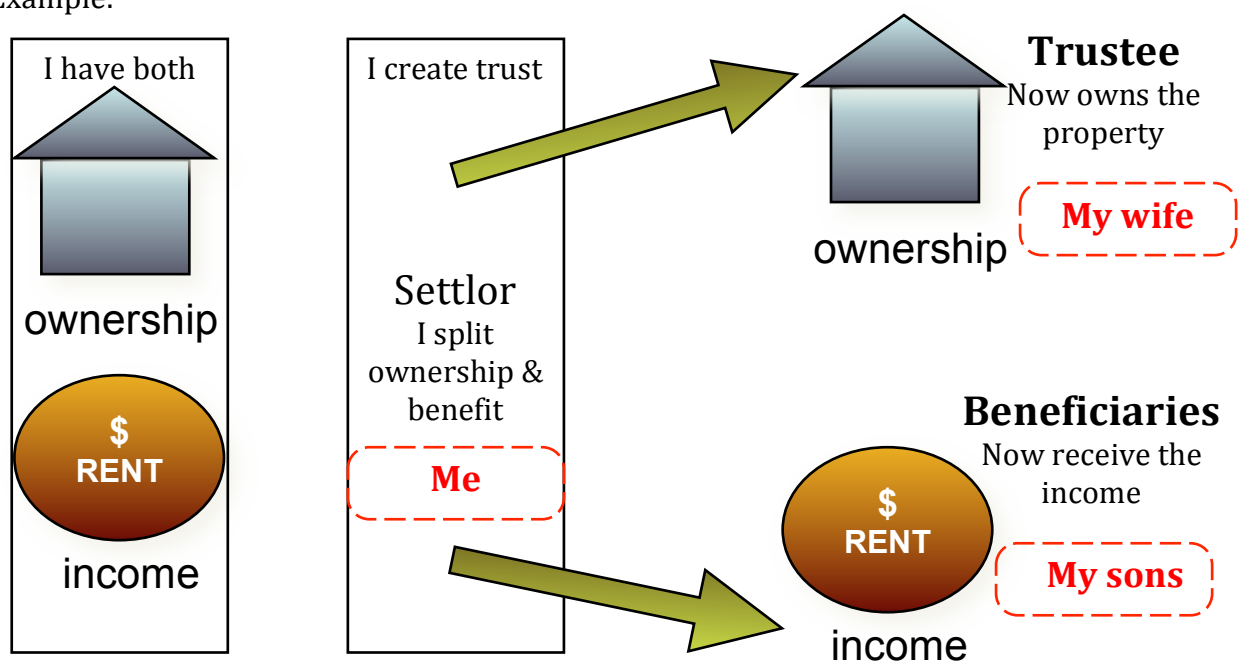 Example:
I have both
ownership
$
RENT
income
I create trust
Settlor
I split
ownership &
benefit
Me
ownership
Trustee
Now owns the
property
My wife
Beneficiaries
Now receive the
income
$
RENT
My sons
income